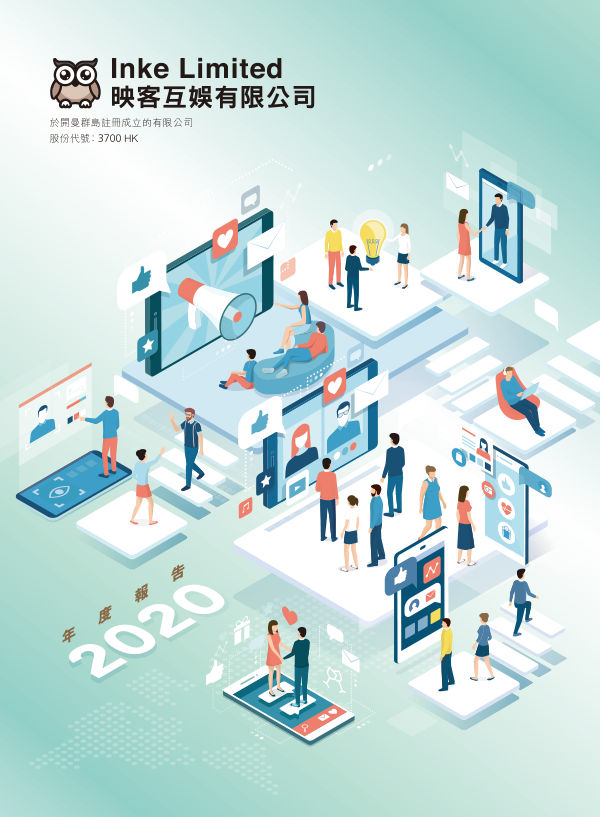 Inke Limited
映客互娛有限公司
於開曼群島註冊成立的有限公司
股份代號：3700 HK
年度報告
2020